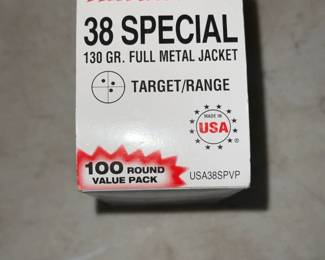 38 SPECIAL
130 GR. FULL METAL JACKET
TARGET/RANGE
MADE IN
USA
®
100 ROUND
VALUE PACK
USA38SPVP